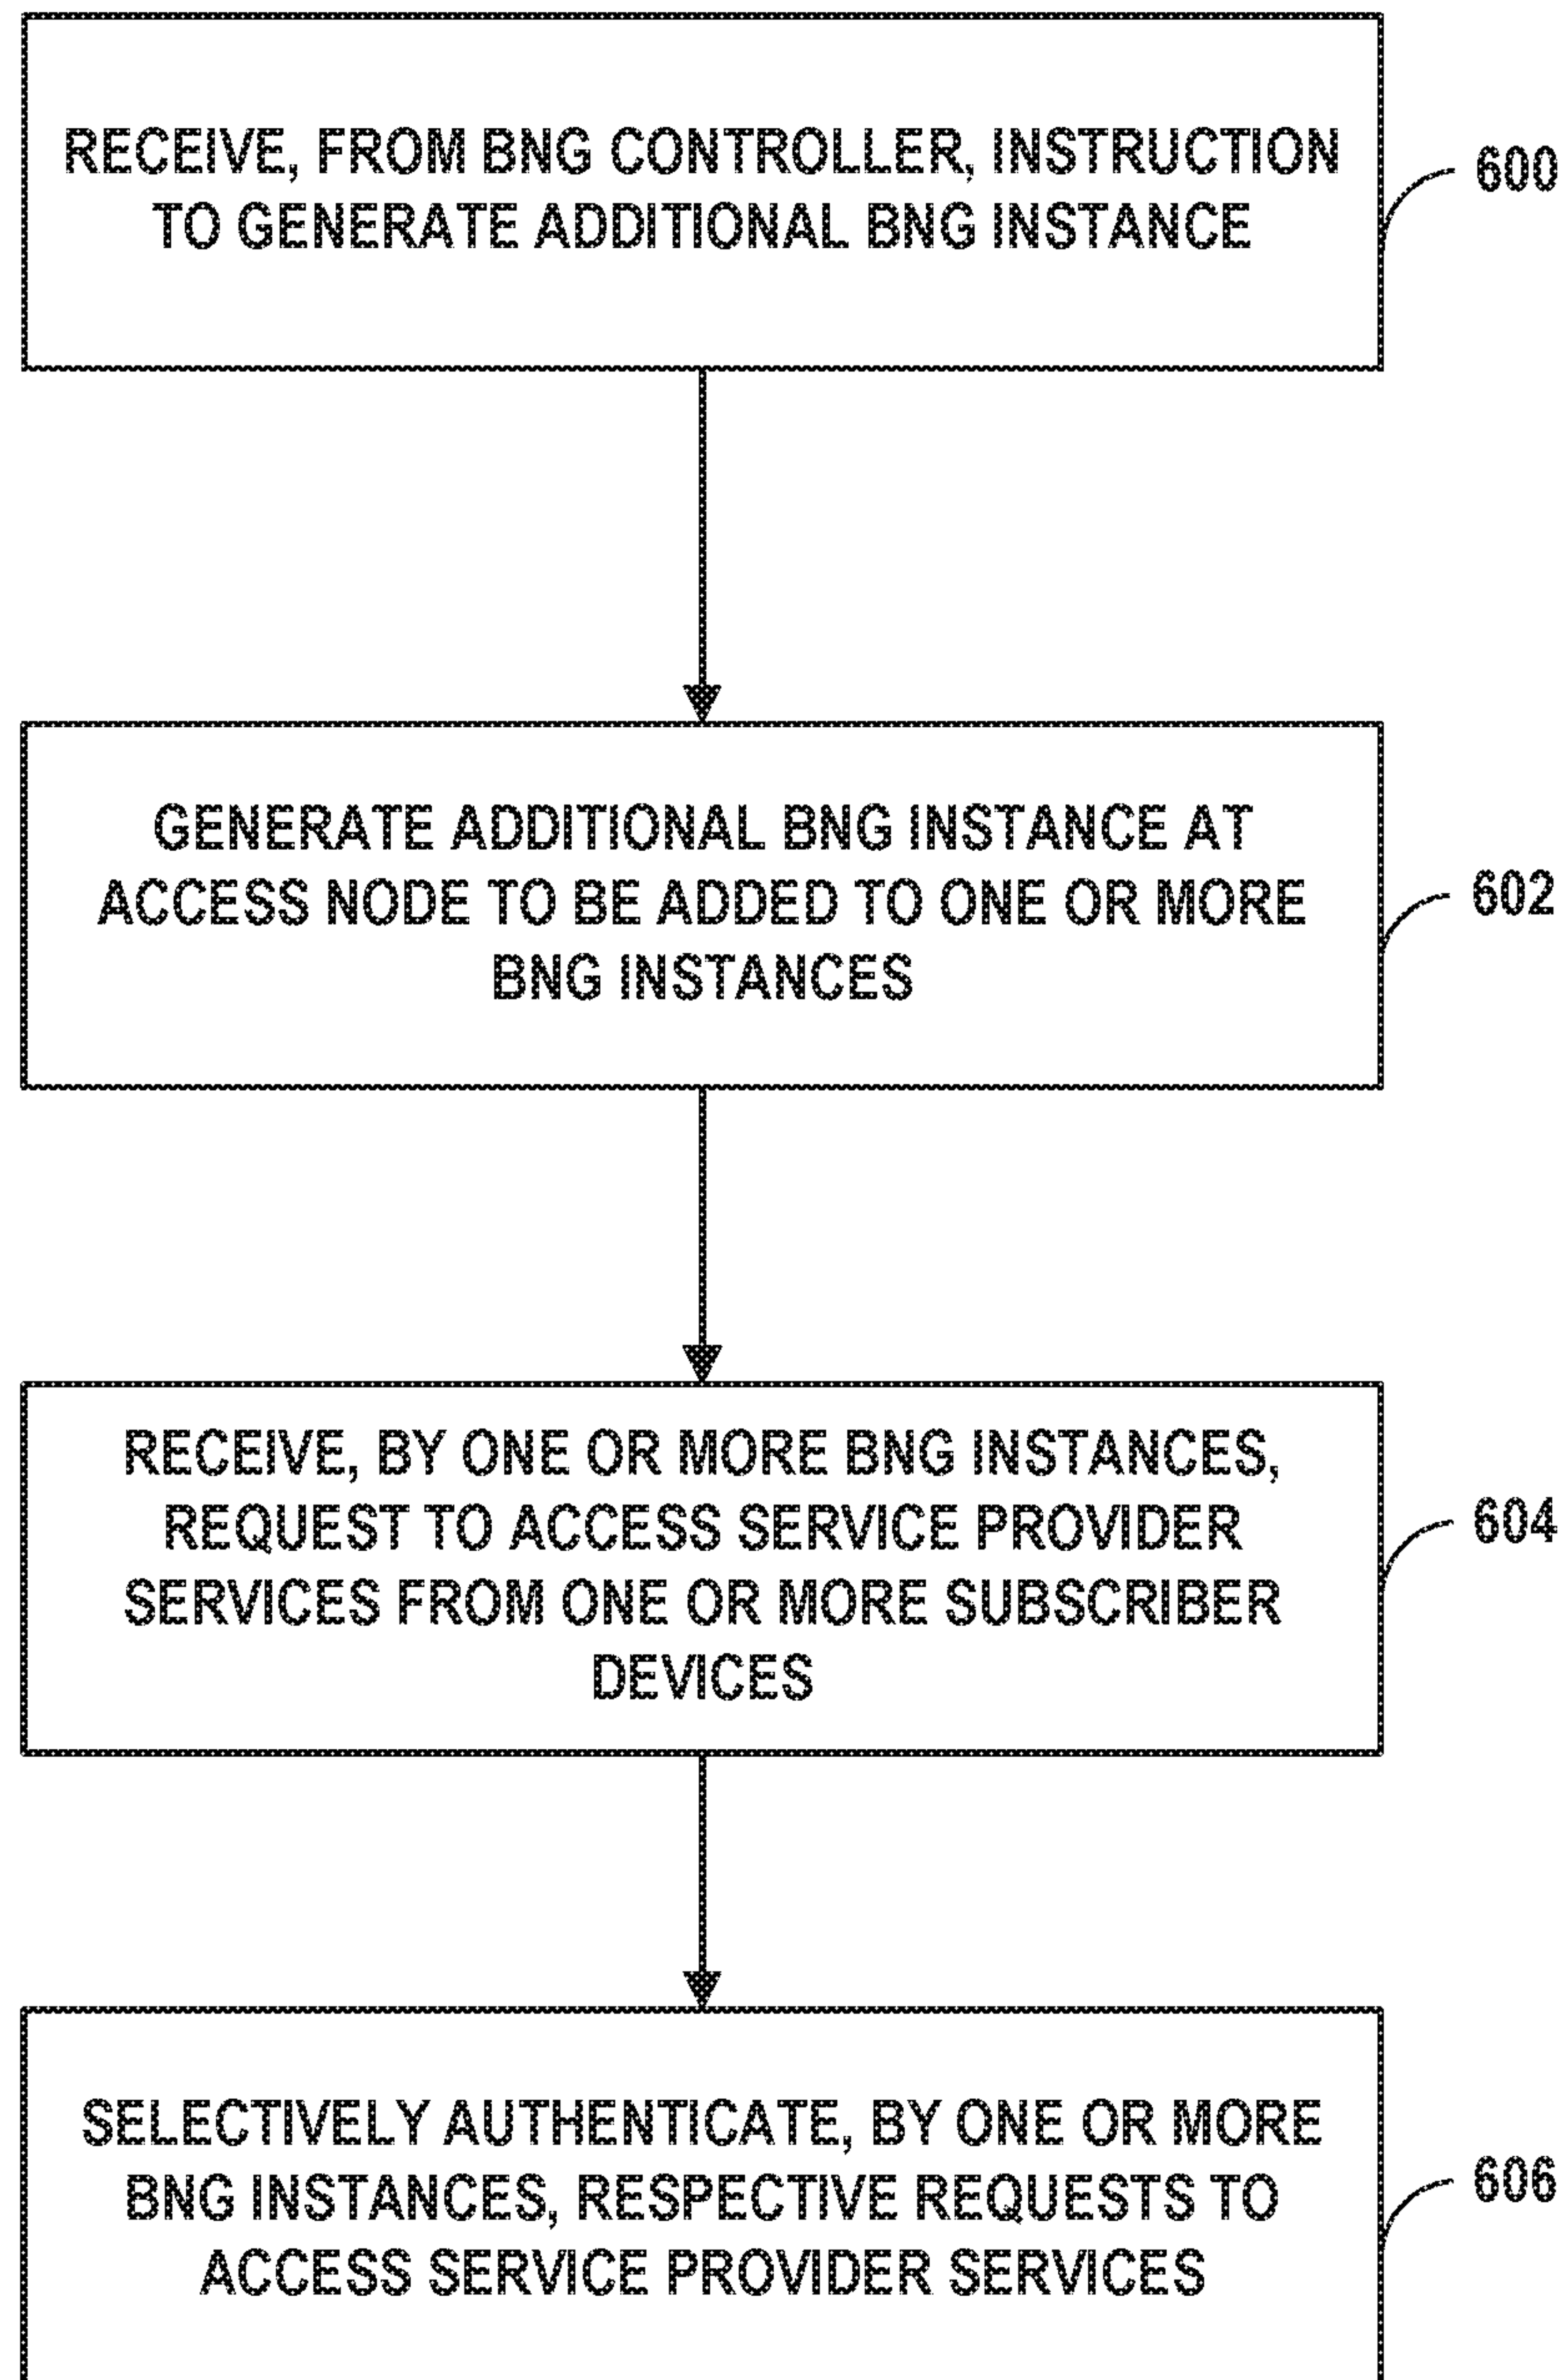 RECEIVE, FROM BNG CONTROLLER, INSTRUCTION
TO GENERATE ADDITIONAL BNG INSTANCE
600
GENERATE ADDITIONAL BNG INSTANCE AT
ACCESS NODE TO BE ADDED TO ONE OR MORE
BNG INSTANCES
602
RECEIVE, BY ONE OR MORE BNG INSTANCES,
REQUEST TO ACCESS SERVICE PROVIDER
SERVICES FROM ONE OR MORE SUBSCRIBER
DEVICES
604
SELECTIVELY AUTHENTICATE, BY ONE OR MORE
BNG INSTANCES, RESPECTIVE REQUESTS TO
ACCESS SERVICE PROVIDER SERVICES
606